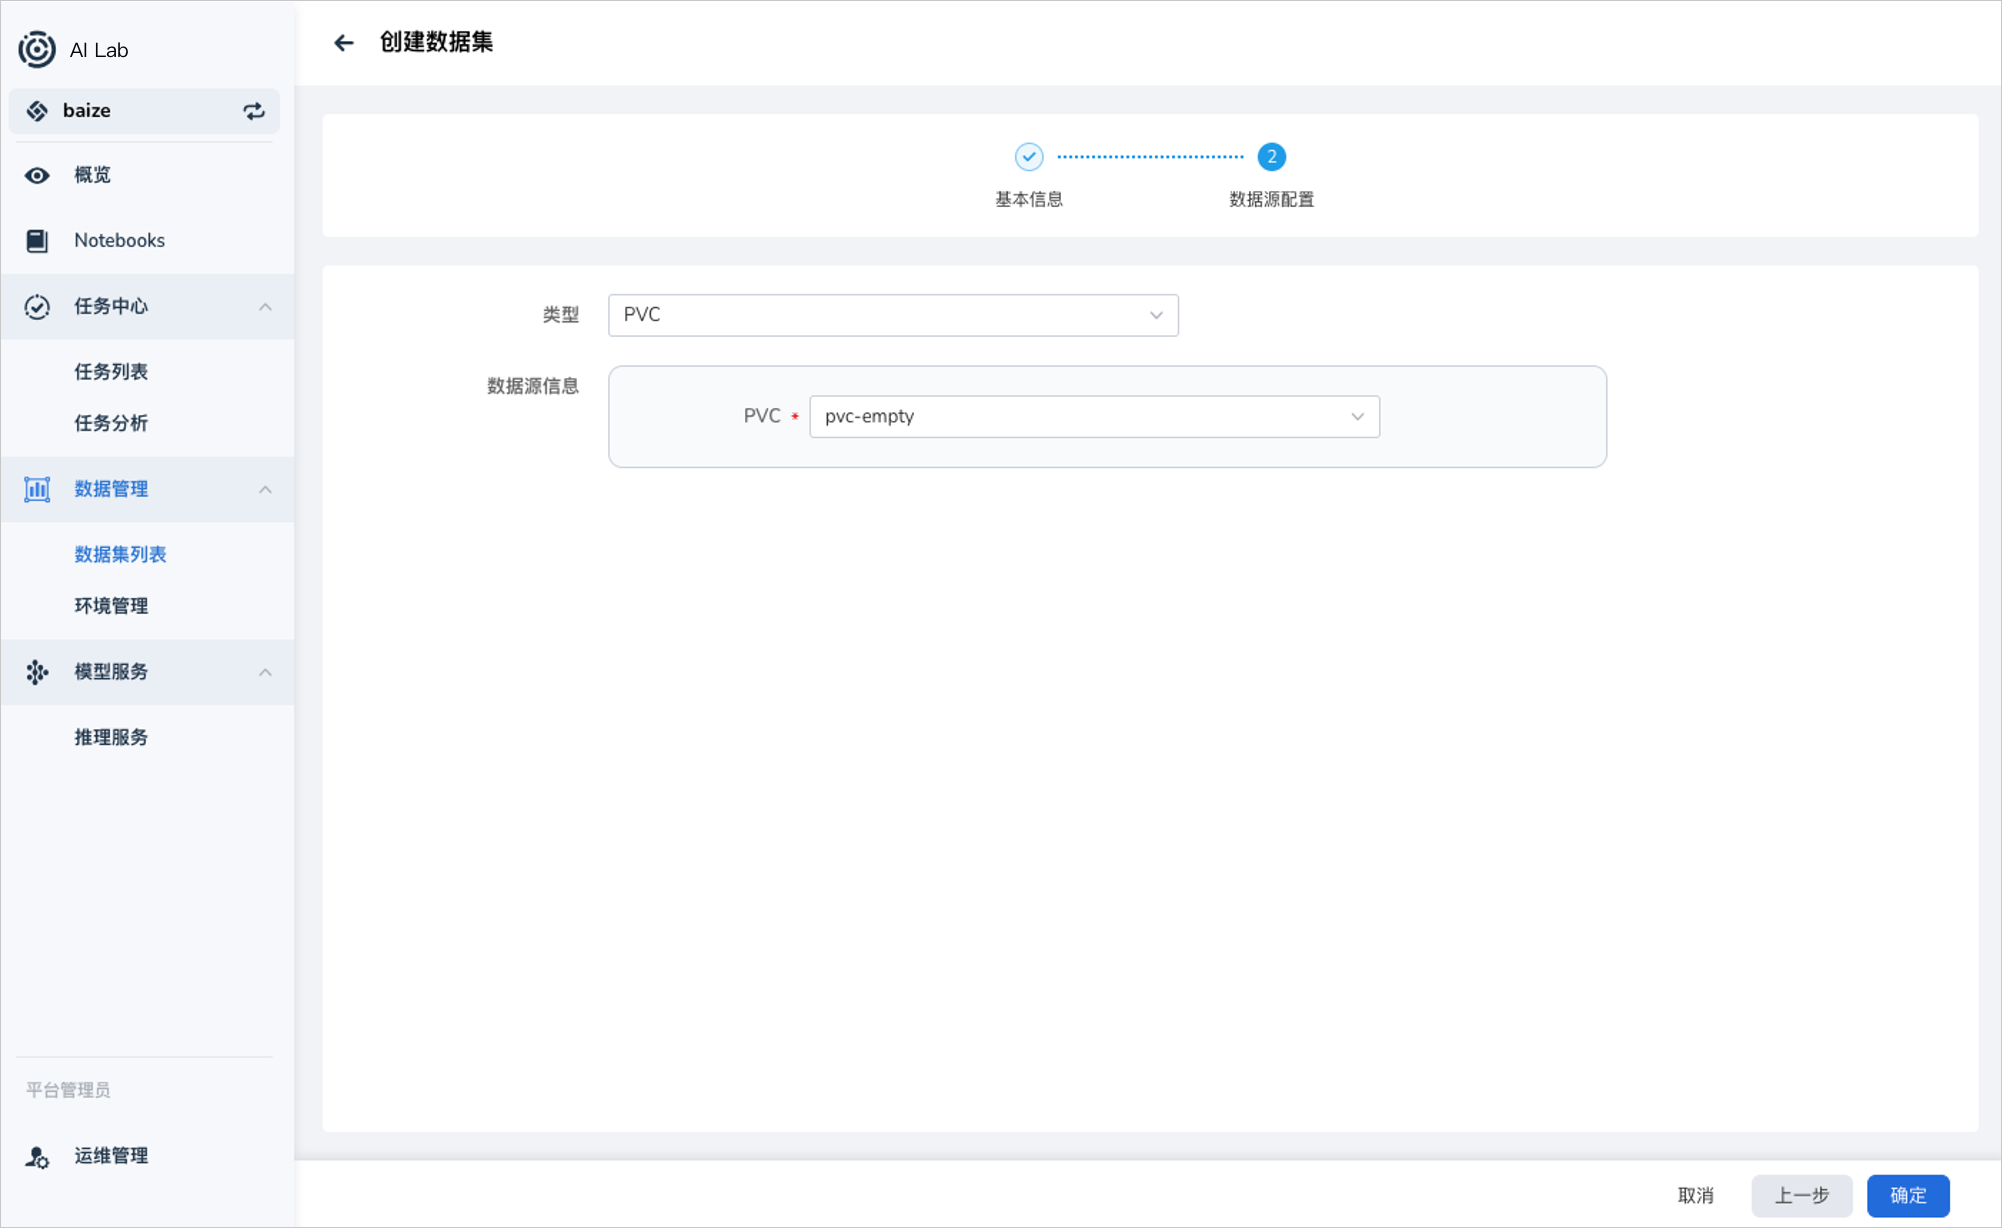 AI Lab
baize
概览
Notebooks
任务中心
任务列表
任务分析
数据管理
数据集列表
环境管理
模型服务
推理服务
平台管理员
运维管理
创建数据集
2
基本信息
数据源配置
类型 PVC
数据源信息
PVC * pvc-empty
取消 上一步 确定